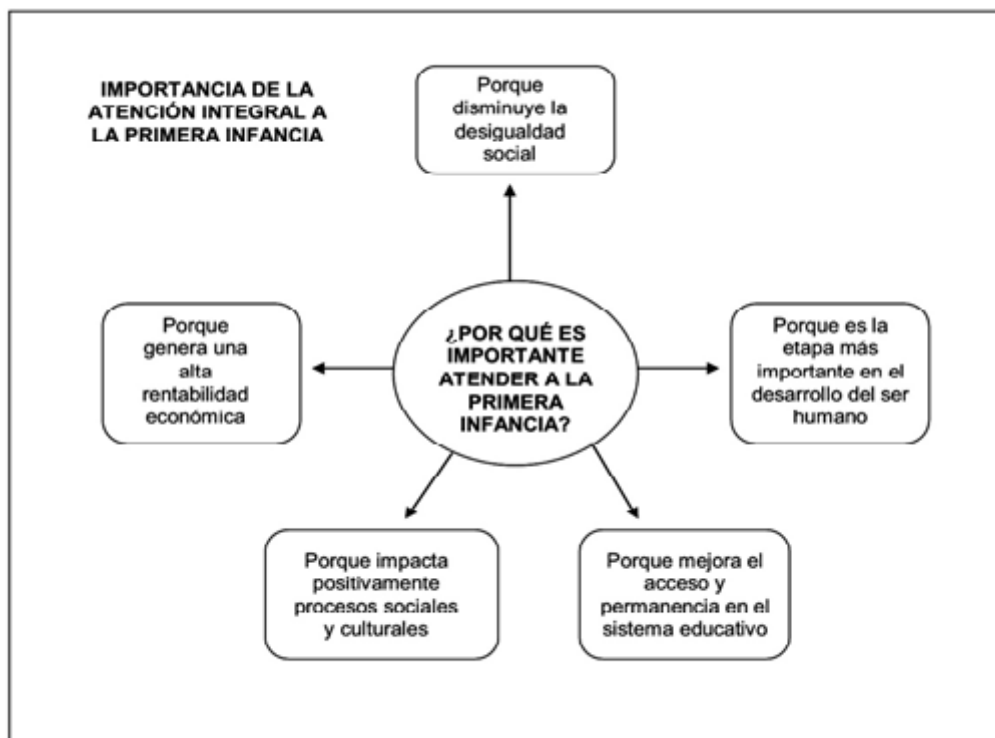 IMPORTANCIA DE LA
ATENCIÓN INTEGRAL A
LA PRIMERA INFANCIA
Porque
disminuye la
desigualdad
social
Porque
genera una
alta
rentabilidad
económica
¿POR QUÉ ES
IMPORTANTE
ATENDER A LA
PRIMERA
INFANCIA?
Porque es la
etapa más
importante en el
desarrollo del ser
humano
Porque impacta
positivamente
procesos sociales
y culturales
Porque mejora el
acceso y
permanencia en el
sistema educativo